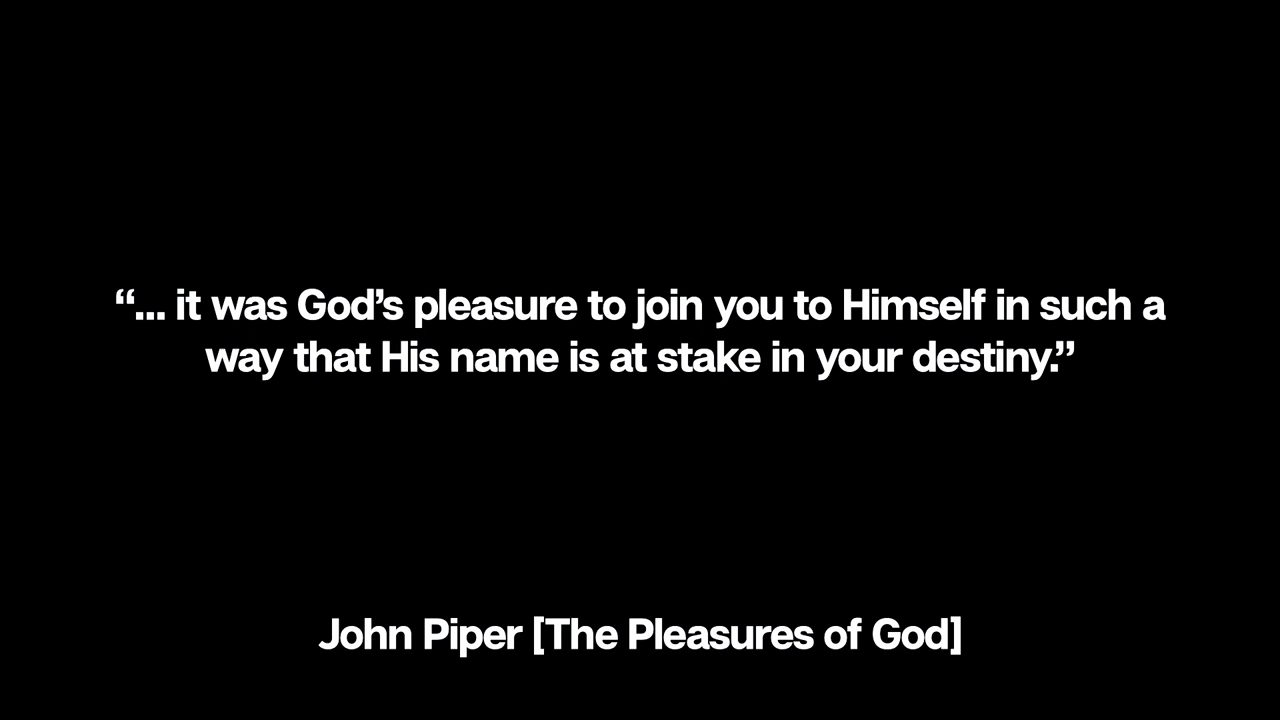 “... it was God’s pleasure to join you to Himself in such a
way that His name is at stake in your destiny.”
John Piper [The Pleasures of God]